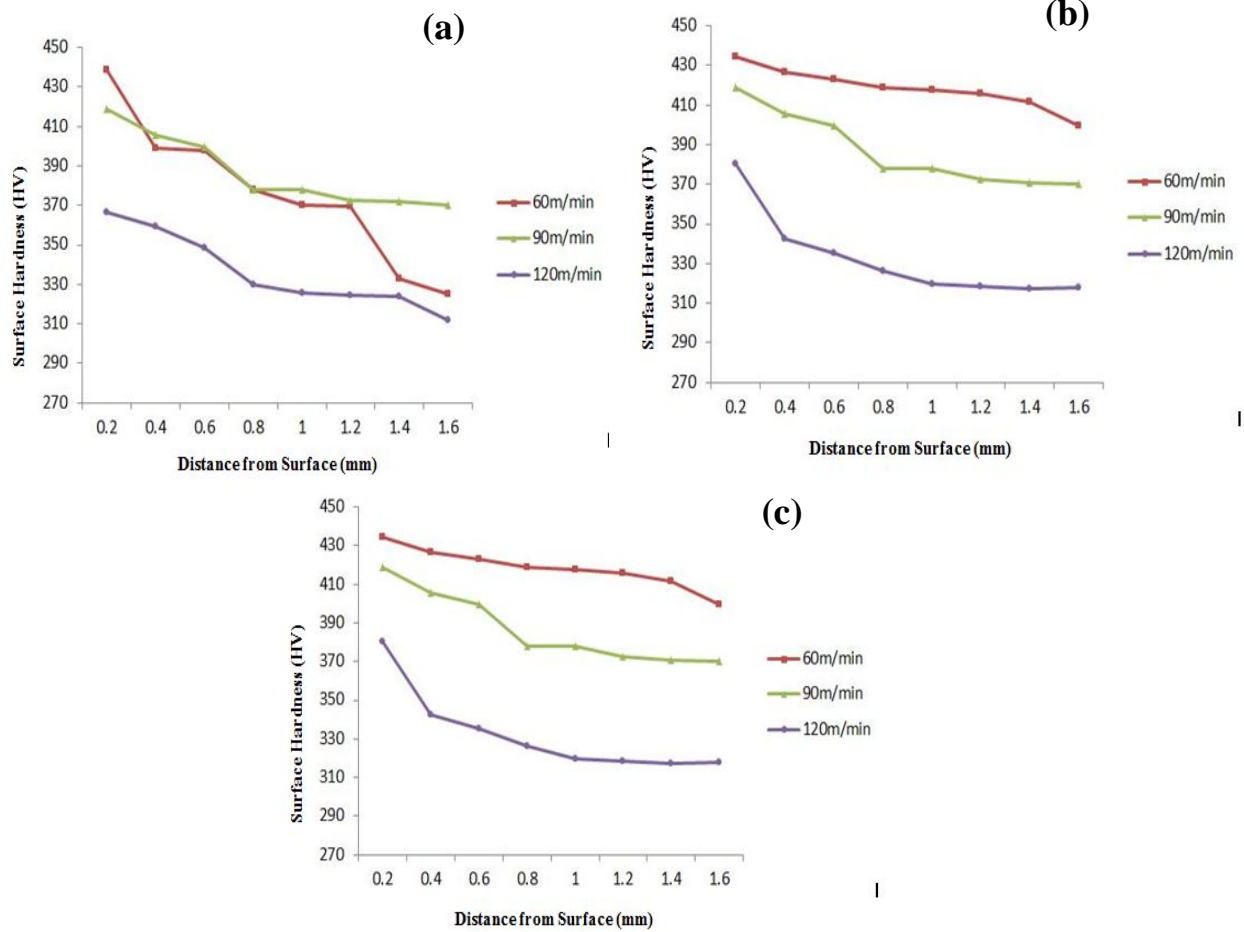 (a)
Surface Hardness (HV)
450
430
410
390
370
350
330
310
290
270
0.2 0.4 0.6 0.8 1 1.2 1.4 1.6
Distance from Surface (mm)
60m/min
90m/min
120m/min
(b)
Surface Hardness (HV)
450
430
410
390
370
350
330
310
290
270
0.2 0.4 0.6 0.8 1 1.2 1.4 1.6
Distance from Surface (mm)
60m/min
90m/min
120m/min
(c)
Surface Hardness (HV)
450
430
410
390
370
350
330
310
290
270
0.2 0.4 0.6 0.8 1 1.2 1.4 1.6
Distance from Surface (mm)
60m/min
90m/min
120m/min